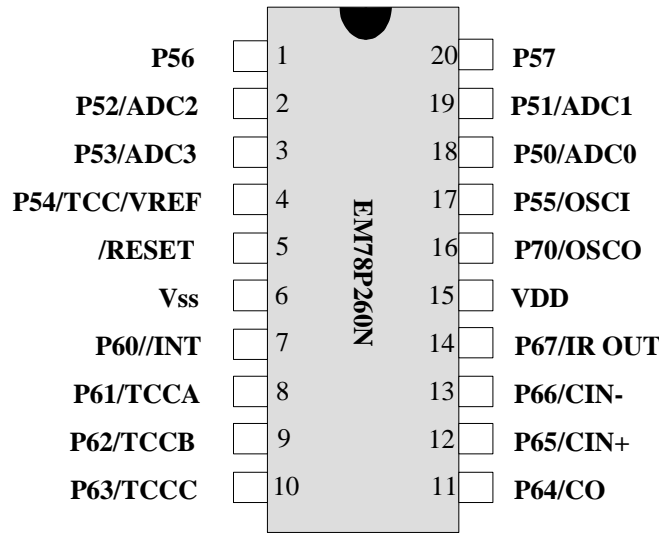 P56 1 20 P57
P52/ADC2 2 19 P51/ADC1
P53/ADC3 3 18 P50/ADC0
P54/TCC/VREF 4 17 P55/OSCI
/RESET 5 16 P70/OSCO
Vss 6 15 VDD
P60//INT 7 14 P67/IR OUT
P61/TCCA 8 13 P66/CIN-
P62/TCCB 9 12 P65/CIN+
P63/TCCC 10 11 P64/CO
EM78P260N